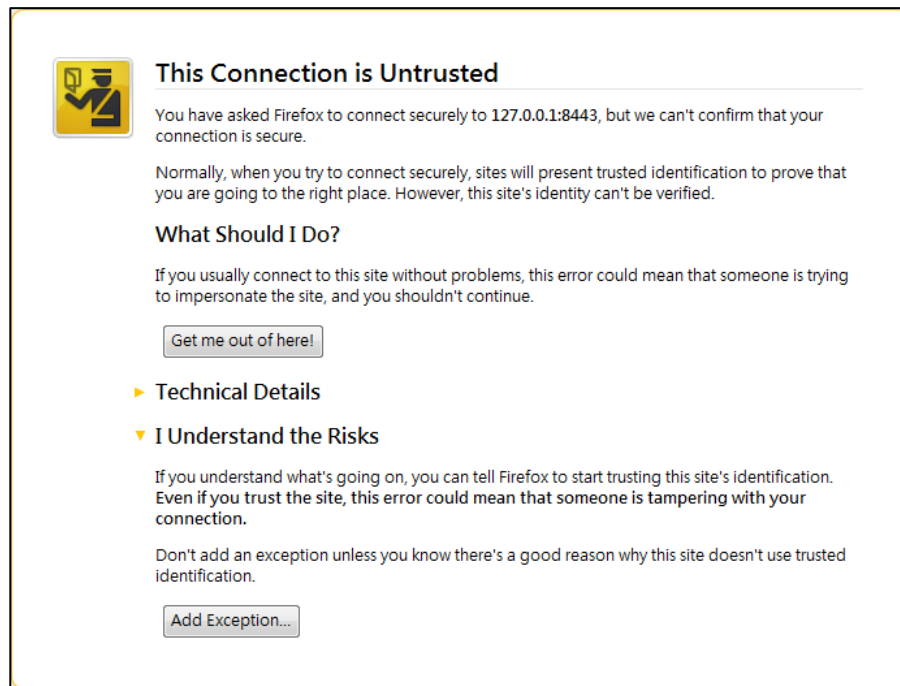 This Connection is Untrusted
You have asked Firefox to connect securely to 127.0.0.1:8443, but we can't confirm that your
connection is secure.
Normally, when you try to connect securely, sites will present trusted identification to prove that
you are going to the right place. However, this site's identity can't be verified.
What Should I Do?
If you usually connect to this site without problems, this error could mean that someone is trying
to impersonate the site, and you shouldn't continue.
Get me out of here!
Technical Details
I Understand the Risks
If you understand what's going on, you can tell Firefox to start trusting this site's identification.
Even if you trust the site, this error could mean that someone is tampering with your
connection.
Don't add an exception unless you know there's a good reason why this site doesn't use trusted
identification.
Add Exception...